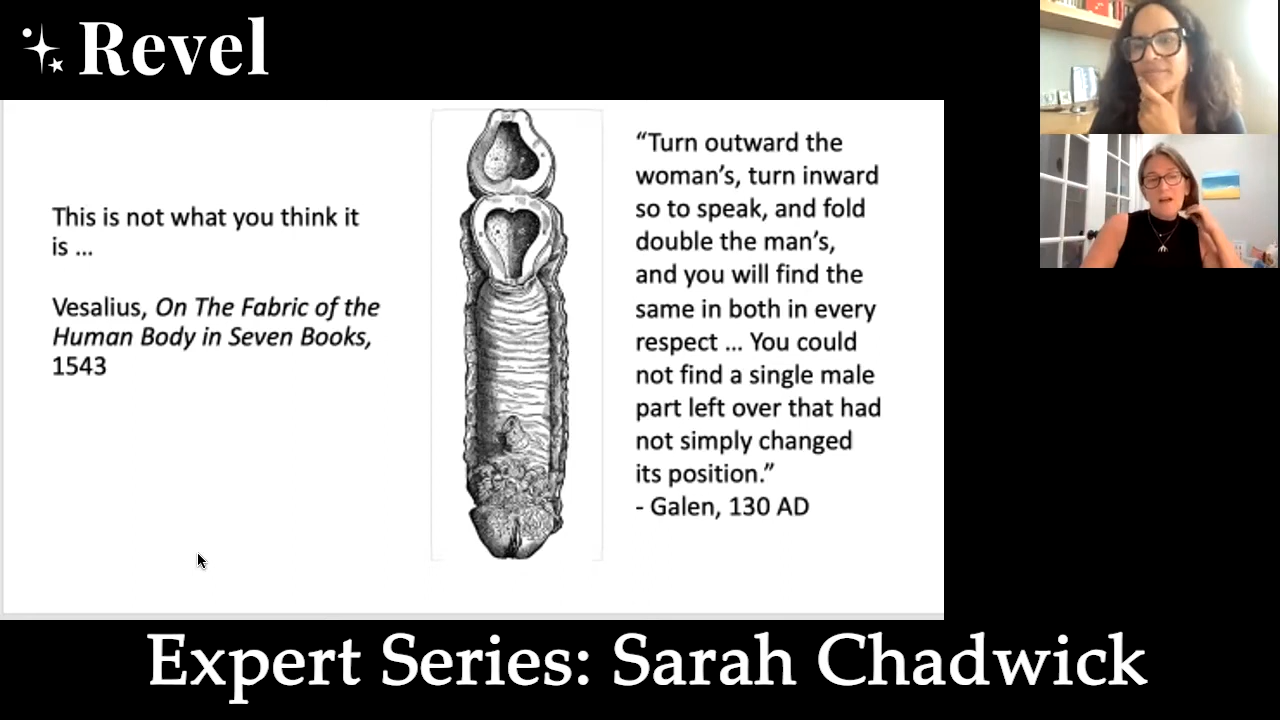 Revel
This is not what you think it
is ...
Vesalius, On The Fabric of the
Human Body in Seven Books,
1543
“Turn outward the
woman’s, turn inward
so to speak, and fold
double the man’s,
and you will find the
same in both in every
respect ... You could
not find a single male
part left over that had
not simply changed
its position.”
- Galen, 130 AD
Expert Series: Sarah Chadwick